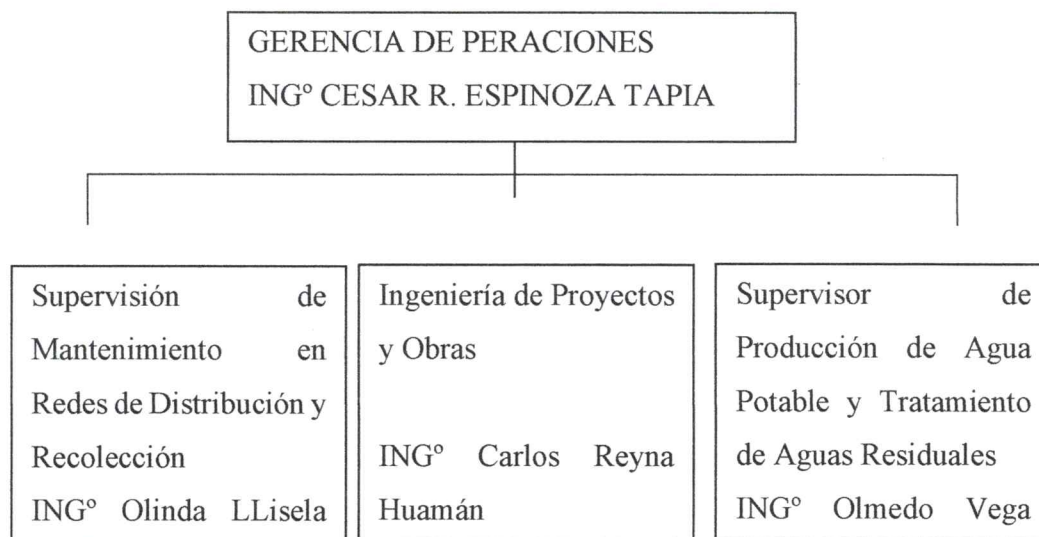 GERENCIA DE PERACIONES
INGº CESAR R. ESPINOZA TAPIA
Supervisión de
Mantenimiento en
Redes de Distribución y
Recolección
INGº Olinda LLisela
Ingeniería de Proyectos
y Obras
INGº Carlos Reyna
Huamán
Supervisor de
Producción de Agua
Potable y Tratamiento
de Aguas Residuales
INGº Olmedo Vega